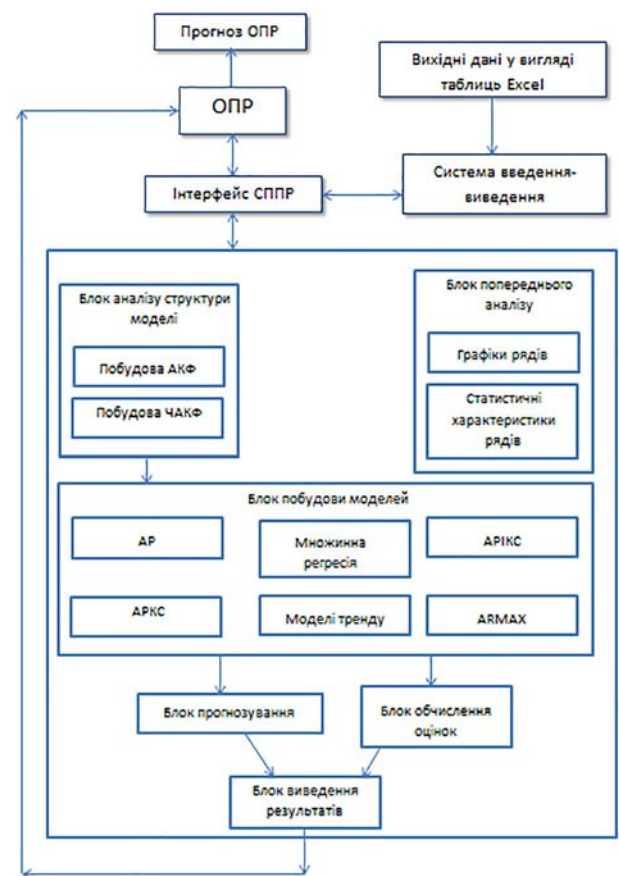 Прогноз ОПР
Вихідні дані у вигляді
таблиць Excel
ОПР
Інтерфейс СППР
Система введення-
виведення
Блок аналізу структури
моделі
Побудова АКФ
Побудова ЧАКФ
Блок попереднього
аналізу
Графіки рядів
Статистичні
характеристики
рядів
Блок побудови моделей
АР
Множинна
регресія
АРІКС
АРКС
Моделі тренду
ARMAX
Блок прогнозування
Блок обчислення
оцінок
Блок виведення
результатів